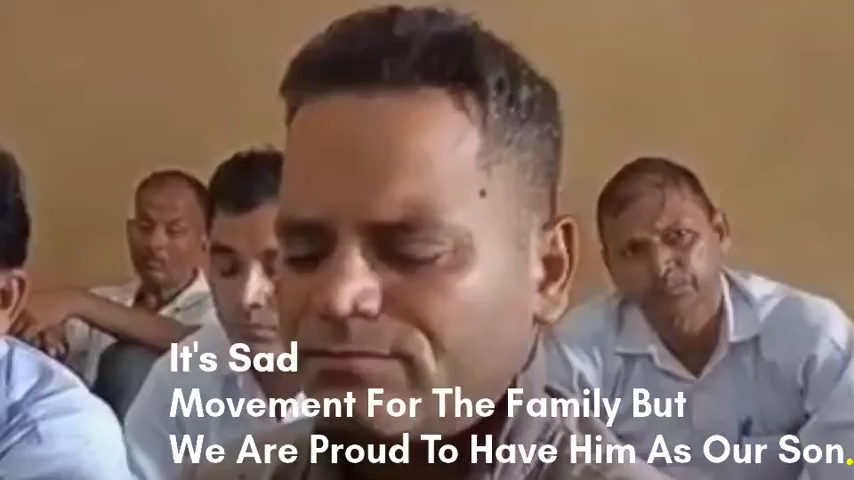 It's Sad
Movement For The Family But
We Are Proud To Have Him As Our Son.